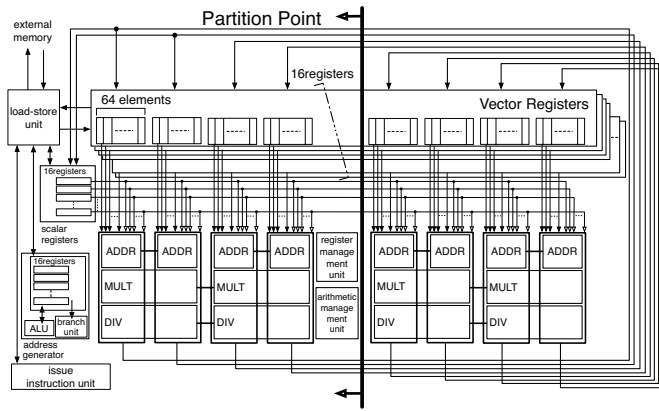 Partition Point
external
memory
16registers
load-store
unit
64 elements
Vector Registers
16registers
scalar
registers
ADDR
ADDR
ADDR
ADDR
register
manage
ment
unit
ADDR
ADDR
ADDR
ADDR
16registers
MULT
MULT
MULT
MULT
arithmetic
manage
ment
unit
ALU
branch
unit
DIV
DIV
DIV
DIV
address
generator
issue
instruction unit